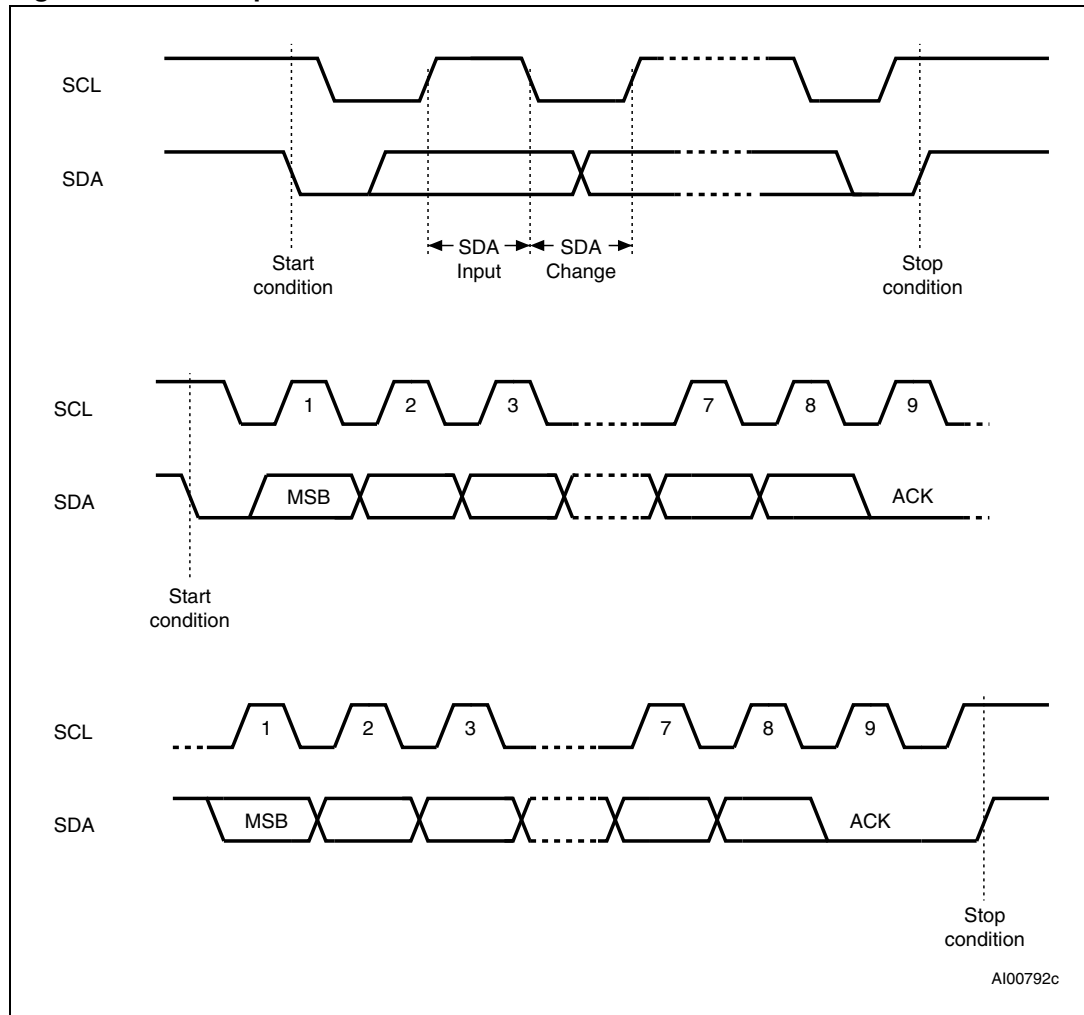 SCL
SDA
SDA
Input
SDA
Change
Start
condition
Stop
condition
SCL
1 2 3 7 8 9
SDA
MSB
ACK
Start
condition
SCL
1 2 3 7 8 9
SDA
MSB
ACK
Stop
condition
AI00792c